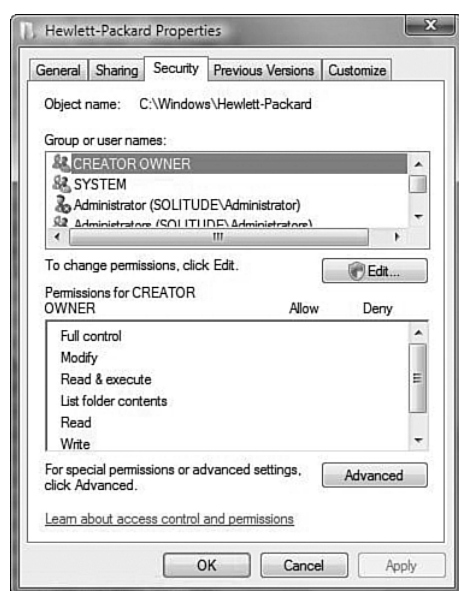 Hewlett-Packard Properties
General Sharing Security Previous Versions Customize
Object name: C:\Windows\Hewlett-Packard
Group or user names:
CREATOR OWNER
SYSTEM
Administrator (SOLITUDE\Administrator)
Administrators (SOLITUDE\Administrators)
To change permissions, click Edit.
Edit...
Permissions for CREATOR
OWNER Allow Deny
Full control
Modify
Read & execute
List folder contents
Read
Write
For special permissions or advanced settings,
click Advanced.
Advanced
Learn about access control and permissions
OK Cancel Apply